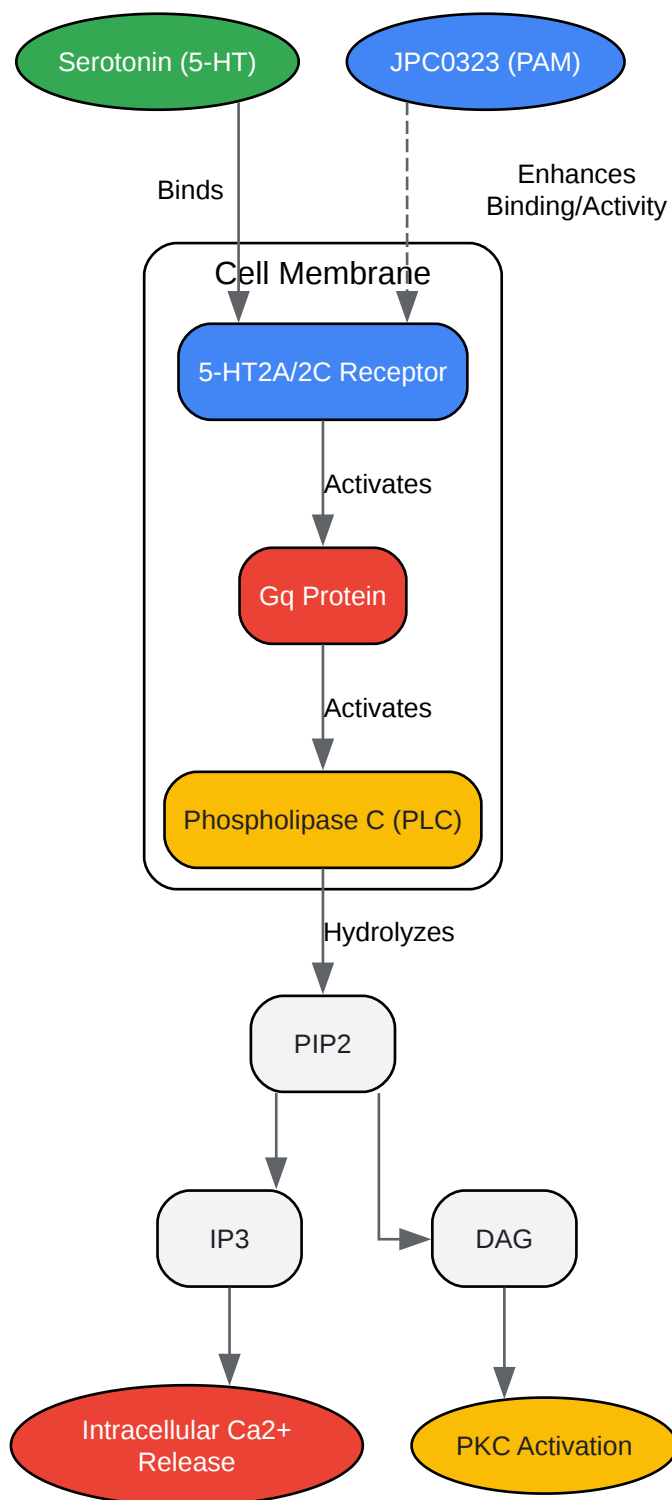 Serotonin (5-HT)
JPC0323 (PAM)
Binds
Enhances
Binding/Activity
Cell Membrane
5-HT2A/2C Receptor
Activates
Gq Protein
Activates
Phospholipase C (PLC)
Hydrolyzes
PIP2
IP3
DAG
Intracellular Ca2+
Release
PKC Activation